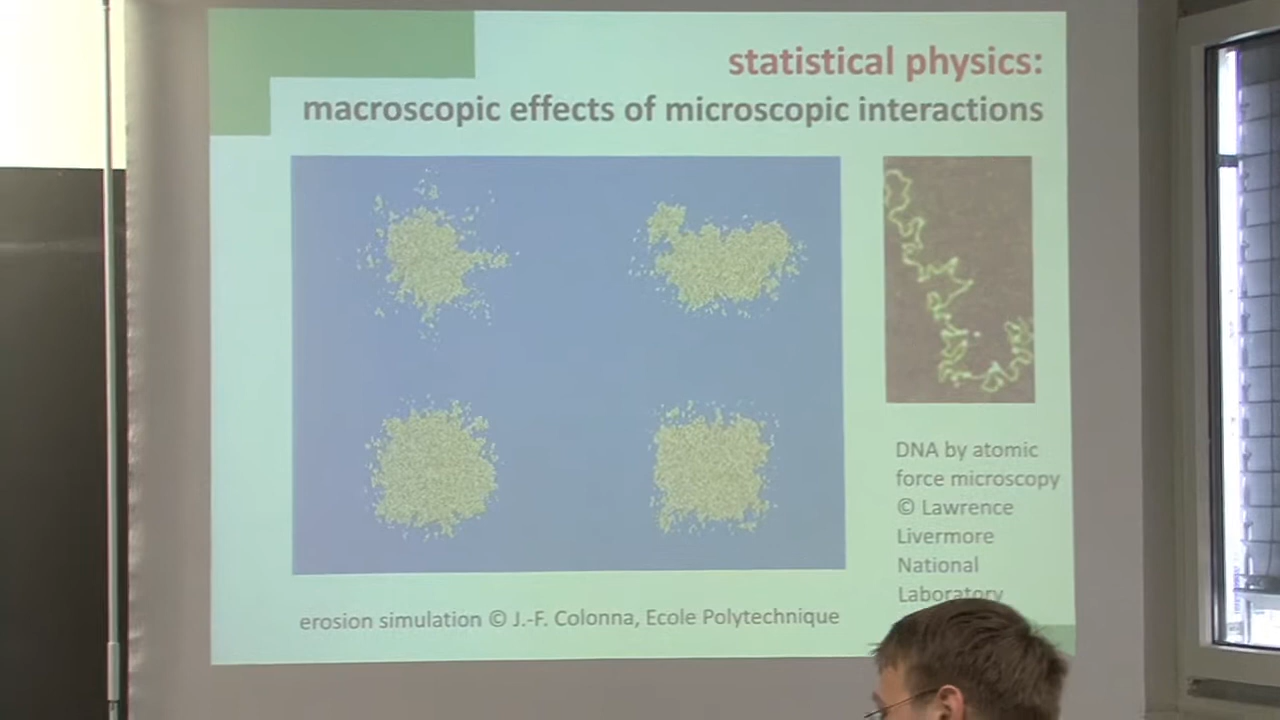 statistical physics:
macroscopic effects of microscopic interactions
DNA by atomic
force microscopy
© Lawrence
Livermore
National
Laboratory
erosion simulation © J.-F. Colonna, Ecole Polytechnique